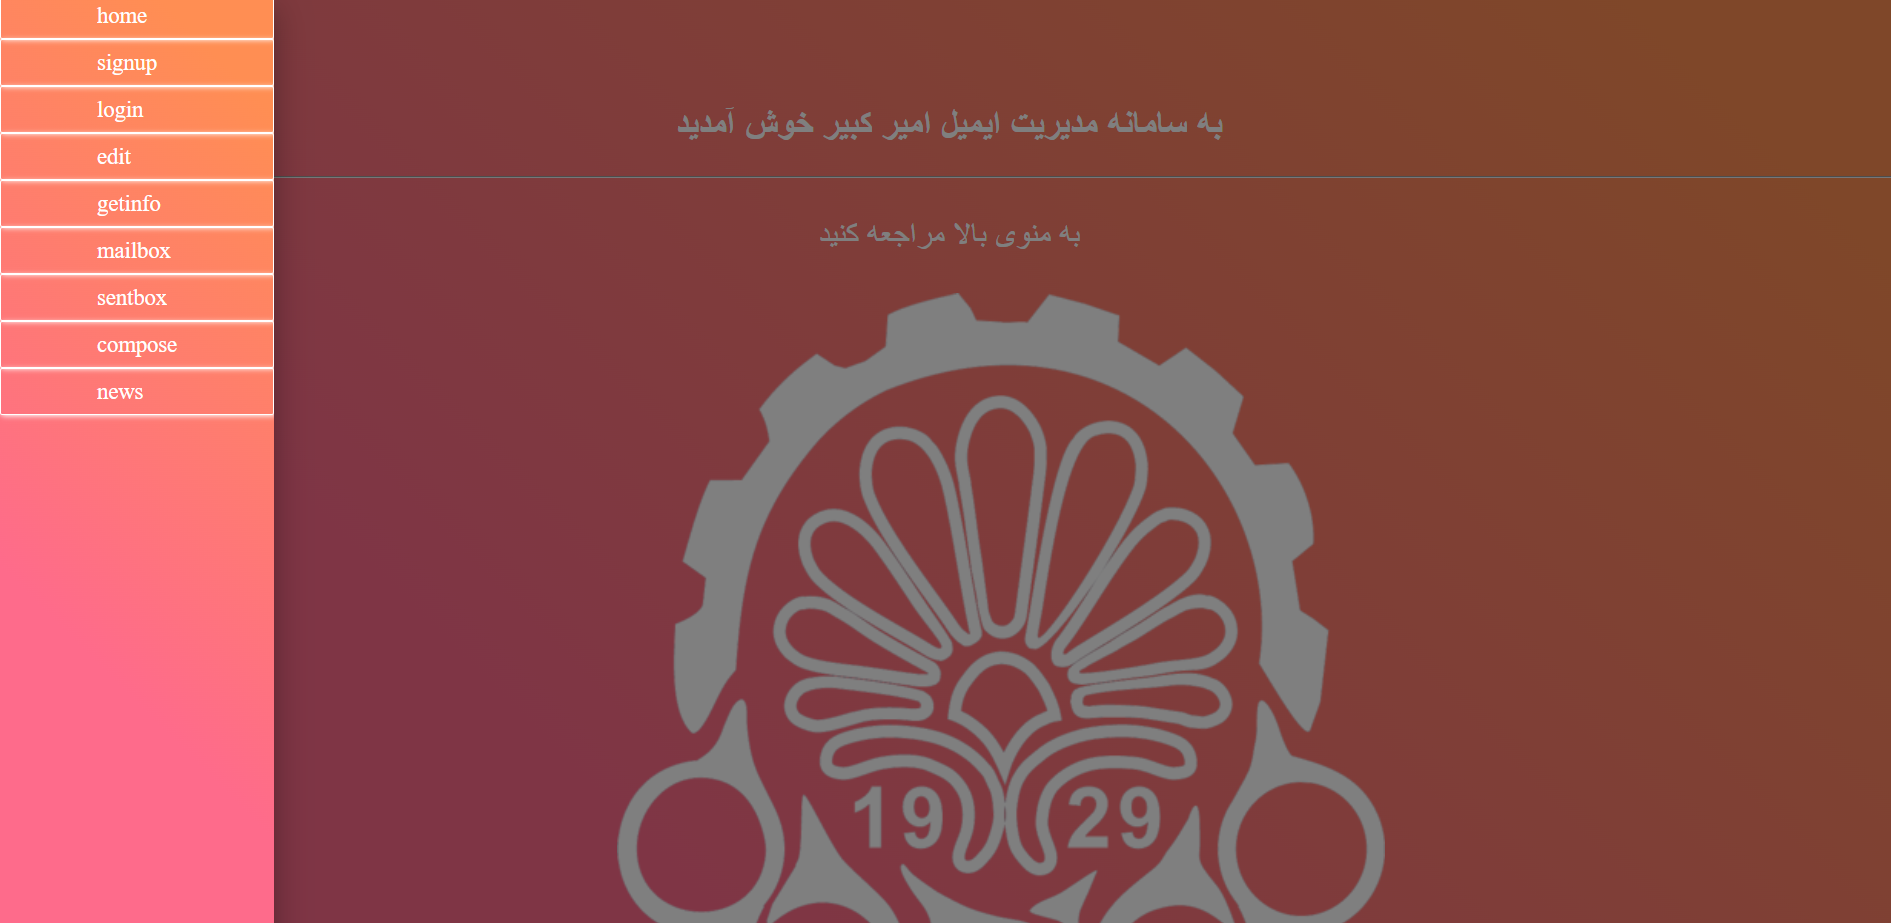 home
signup
login
edit
getinfo
mailbox
sentbox
compose
news
به سامانه مدیریت ایمیل امیر کبیر خوش آمدید
به منوی بالا مراجعه کنید
19 29